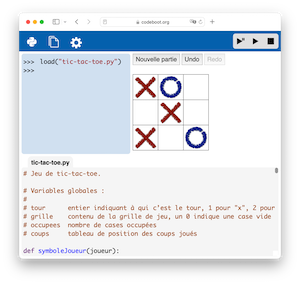 codeboot.org
>>> load("tic-tac-toe.py")
>>>
Nouvelle partie Undo Redo
tic-tac-toe.py
# Jeu de tic-tac-toe.
# Variables globales :
#
# tour entier indiquant à qui c'est le tour, 1 pour "x", 2 pour
# grille contenu de la grille de jeu, un 0 indique une case vide
# occupees nombre de cases occupées
# coups tableau de position des coups joués
def symboleJoueur(joueur):